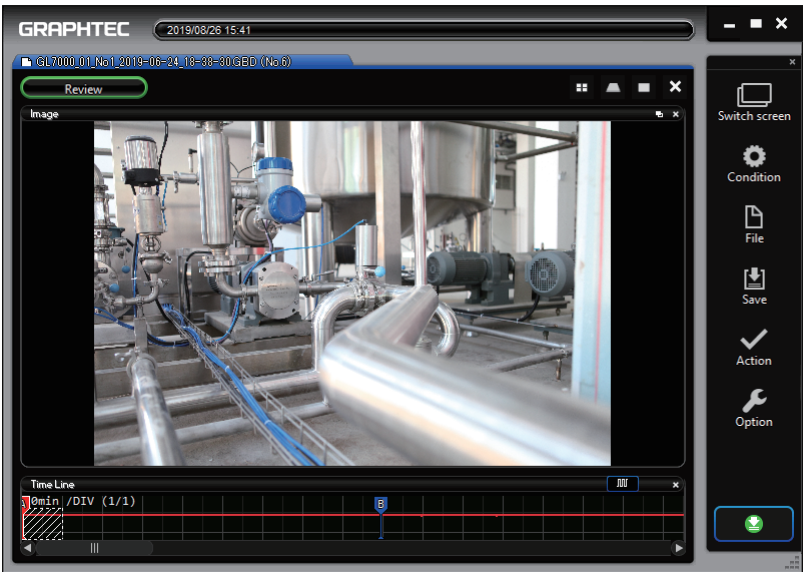 GRAPHTEC
2019/08/26 15:41
GL7000_01_No1_2019-06-24_18-38-30.GBD (No.6)
Review
Image
Switch screen
Condition
File
Save
Action
Option
Time Line
A
0min /DIV (1/1)
B